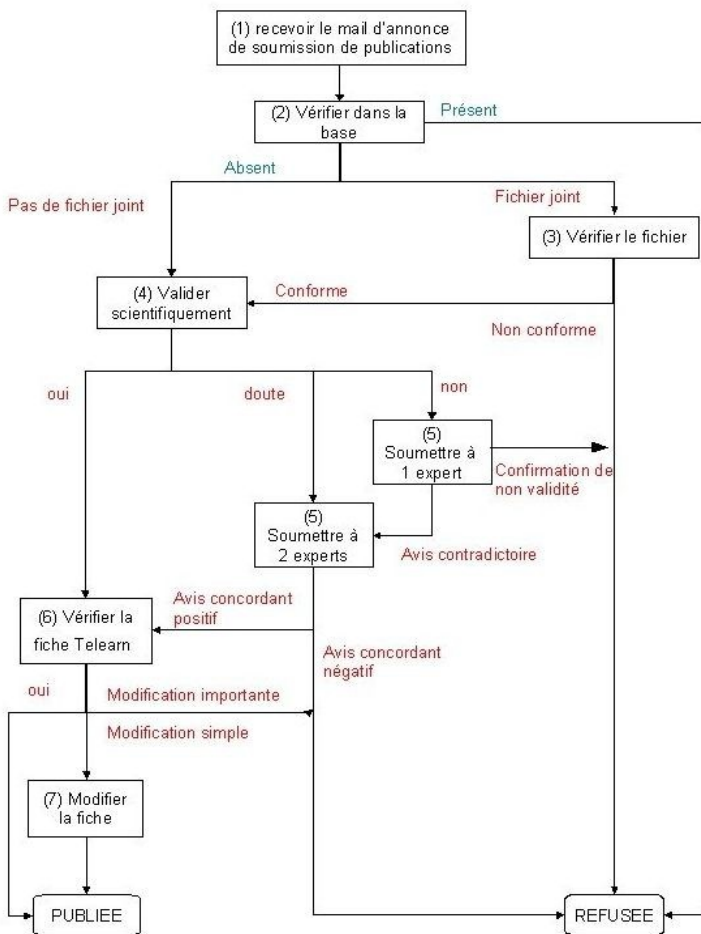 (1) recevoir le mail d'annonce
de soumission de publications
(2) Vérifier dans la
base
Présent
Absent
Pas de fichier joint
Fichier joint
(3) Vérifier le fichier
(4) Valider
scientifiquement
Conforme
Non conforme
oui
doute
non
(5)
Soumettre à
1 expert
Confirmation de
non validité
(5)
Soumettre à
2 experts
Avis contradictoire
(6) Vérifier la
fiche Telearn
Avis concordant
positif
Avis concordant
négatif
oui
Modification importante
Modification simple
(7) Modifier
la fiche
PUBLIEE
REFUSEE